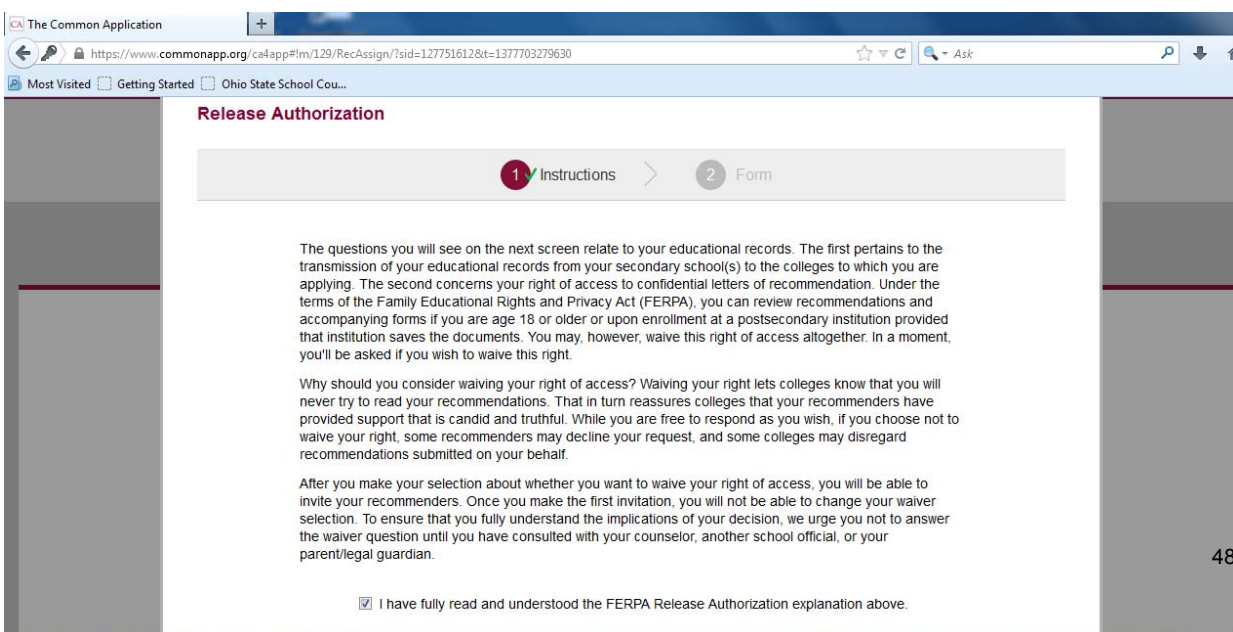 CA The Common Application +
https://www.commonapp.org/ca4app#!m/129/RecAssign/?sid=127751612&t=1377703279630 Ask
Most Visited Getting Started Ohio State School Cou...
Release Authorization
1 Instructions 2 Form
The questions you will see on the next screen relate to your educational records. The first pertains to the
transmission of your educational records from your secondary school(s) to the colleges to which you are
applying. The second concerns your right of access to confidential letters of recommendation. Under the
terms of the Family Educational Rights and Privacy Act (FERPA), you can review recommendations and
accompanying forms if you are age 18 or older or upon enrollment at a postsecondary institution provided
that institution saves the documents. You may, however, waive this right of access altogether. In a moment,
you'll be asked if you wish to waive this right.
Why should you consider waiving your right of access? Waiving your right lets colleges know that you will
never try to read your recommendations. That in turn reassures colleges that your recommenders have
provided support that is candid and truthful. While you are free to respond as you wish, if you choose not to
waive your right, some recommenders may decline your request, and some colleges may disregard
recommendations submitted on your behalf.
After you make your selection about whether you want to waive your right of access, you will be able to
invite your recommenders. Once you make the first invitation, you will not be able to change your waiver
selection. To ensure that you fully understand the implications of your decision, we urge you not to answer
the waiver question until you have consulted with your counselor, another school official, or your
parent/legal guardian.
48
I have fully read and understood the FERPA Release Authorization explanation above.